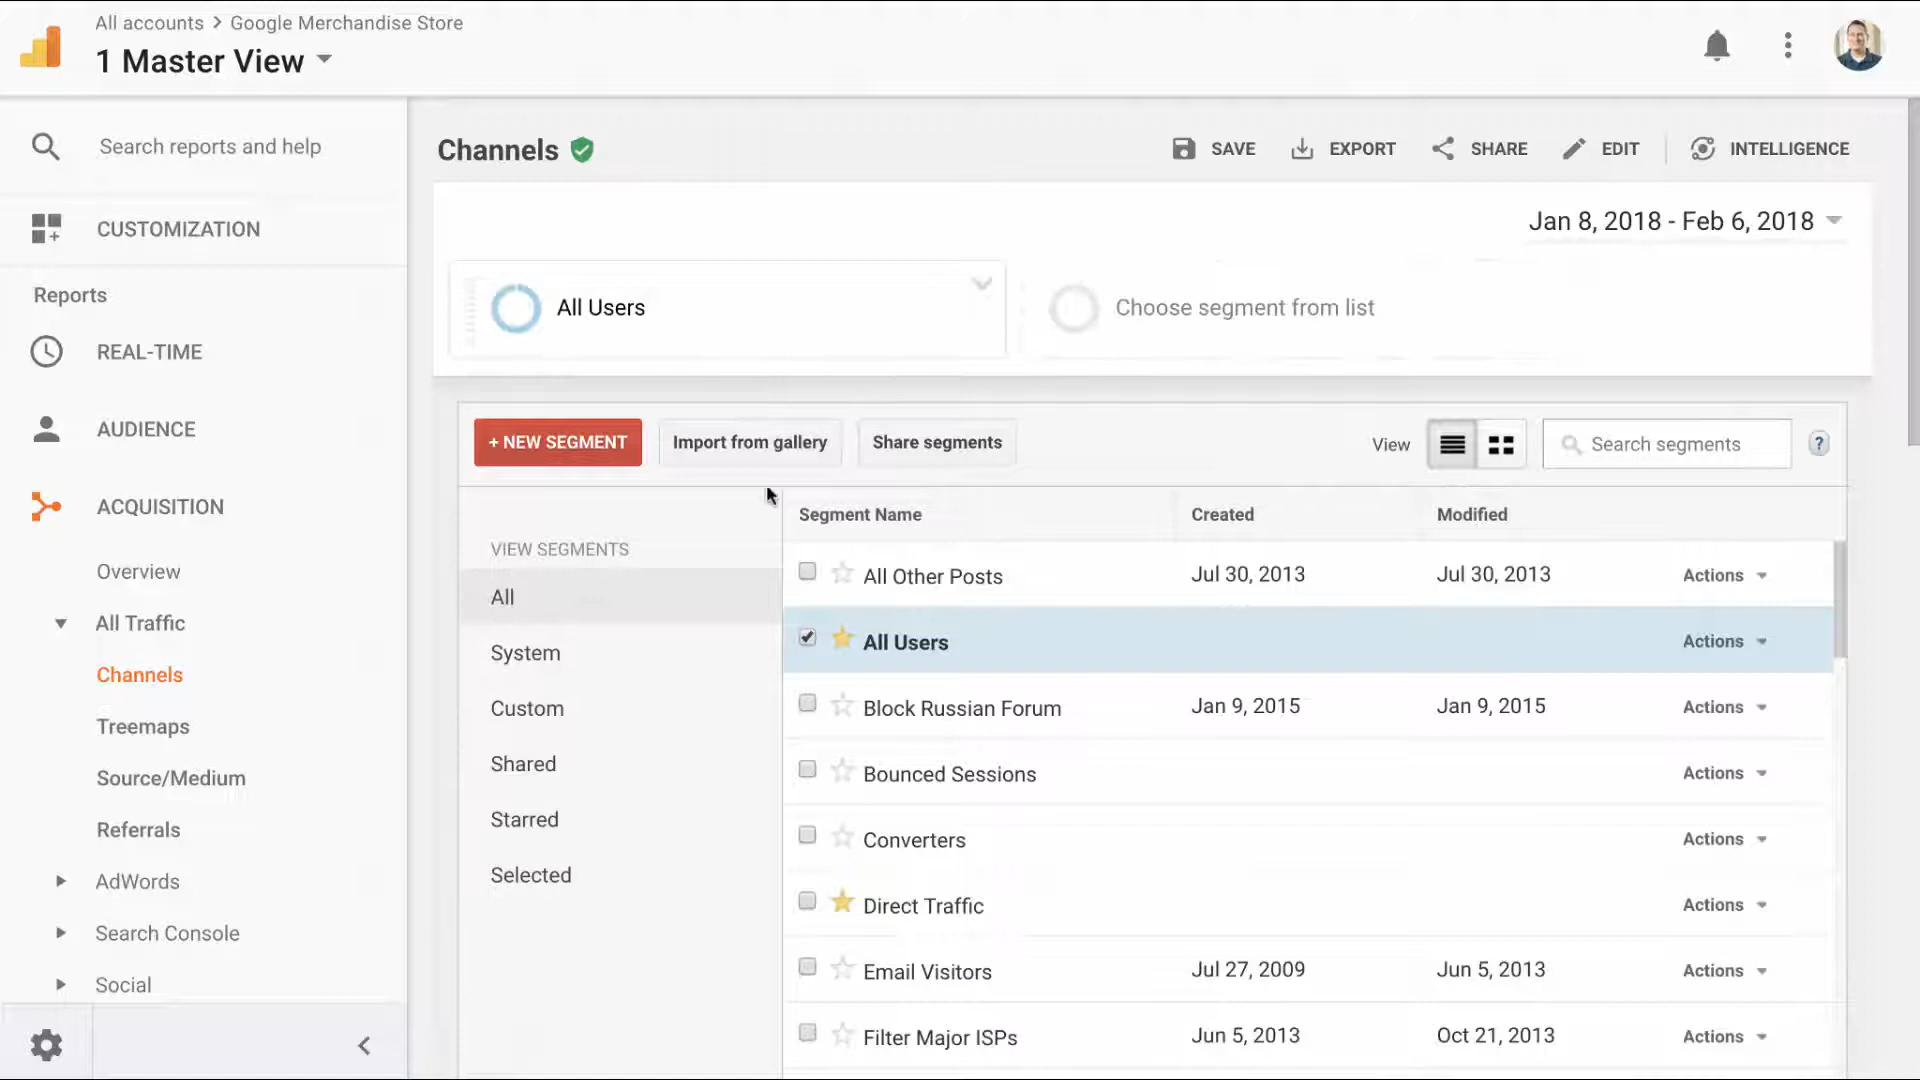 All accounts > Google Merchandise Store
1 Master View
Search reports and help
CUSTOMIZATION
Reports
REAL-TIME
AUDIENCE
ACQUISITION
Overview
All Traffic
Channels
Treemaps
Source/Medium
Referrals
AdWords
Search Console
Social
Channels
SAVE EXPORT SHARE EDIT INTELLIGENCE
Jan 8, 2018 - Feb 6, 2018
All Users
Choose segment from list
+ NEW SEGMENT Import from gallery Share segments View Search segments ?
VIEW SEGMENTS
All
System
Custom
Shared
Starred
Selected
Segment Name Created Modified
All Other Posts Jul 30, 2013 Jul 30, 2013 Actions
All Users Actions
Block Russian Forum Jan 9, 2015 Jan 9, 2015 Actions
Bounced Sessions Actions
Converters Actions
Direct Traffic Actions
Email Visitors Jul 27, 2009 Jun 5, 2013 Actions
Filter Major ISPs Jun 5, 2013 Oct 21, 2013 Actions